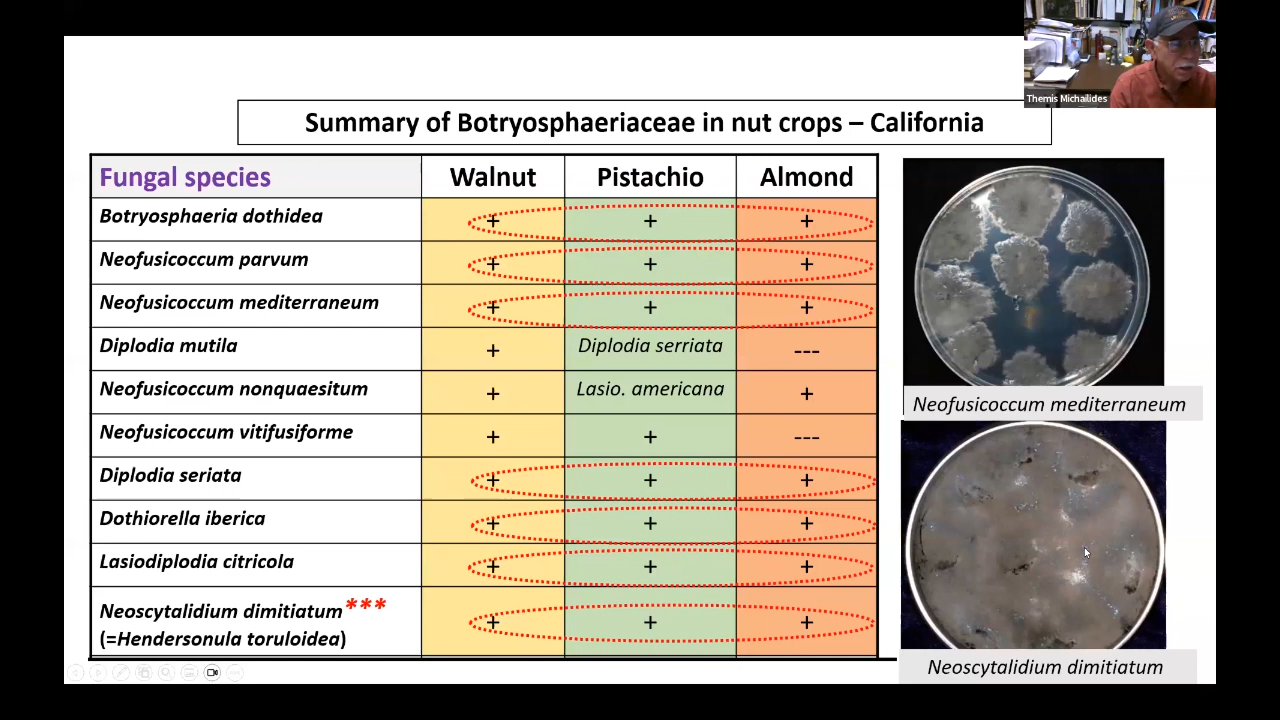 Themis Michailides
Summary of Botryosphaeriaceae in nut crops – California
Fungal species Walnut Pistachio Almond
Botryosphaeria dothidea + + +
Neofusicoccum parvum + + +
Neofusicoccum mediterraneum + + +
Diplodia mutila + Diplodia serriata ---
Neofusicoccum nonquaesitum + Lasio. americana +
Neofusicoccum vitifusiforme + + ---
Diplodia seriata + + +
Dothiorella iberica + + +
Lasiodiplodia citricola + + +
Neoscytalidium dimitiatum*** + + +
(=Hendersonula toruloidea)
Neofusicoccum mediterraneum
Neoscytalidium dimitiatum